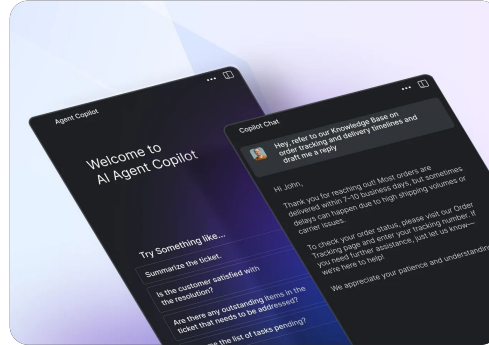 Agent Copilot
Welcome to
AI Agent Copilot
Try Something like...
Summarize the ticket.
Is the customer satisfied with
the resolution?
Are there any outstanding items in the
ticket that needs to be addressed?
me the list of tasks pending?
Copilot Chat
Hey, refer to our Knowledge Base on
order tracking and delivery timelines and
draft me a reply
Hi John,
Thank you for reaching out! Most orders are
delivered within 7–10 business days, but sometimes
delays can happen due to high shipping volumes or
carrier issues.
To check your order status, please visit our Order
Tracking page and enter your tracking number. If
you need further assistance, just let us know—
we're here to help!
We appreciate your patience and understanding